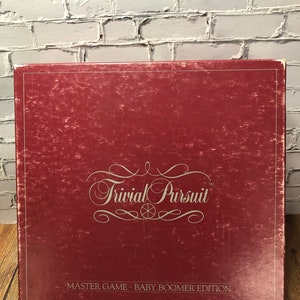 Trivial Pursuit
MASTER GAME - BABY BOOMER EDITION